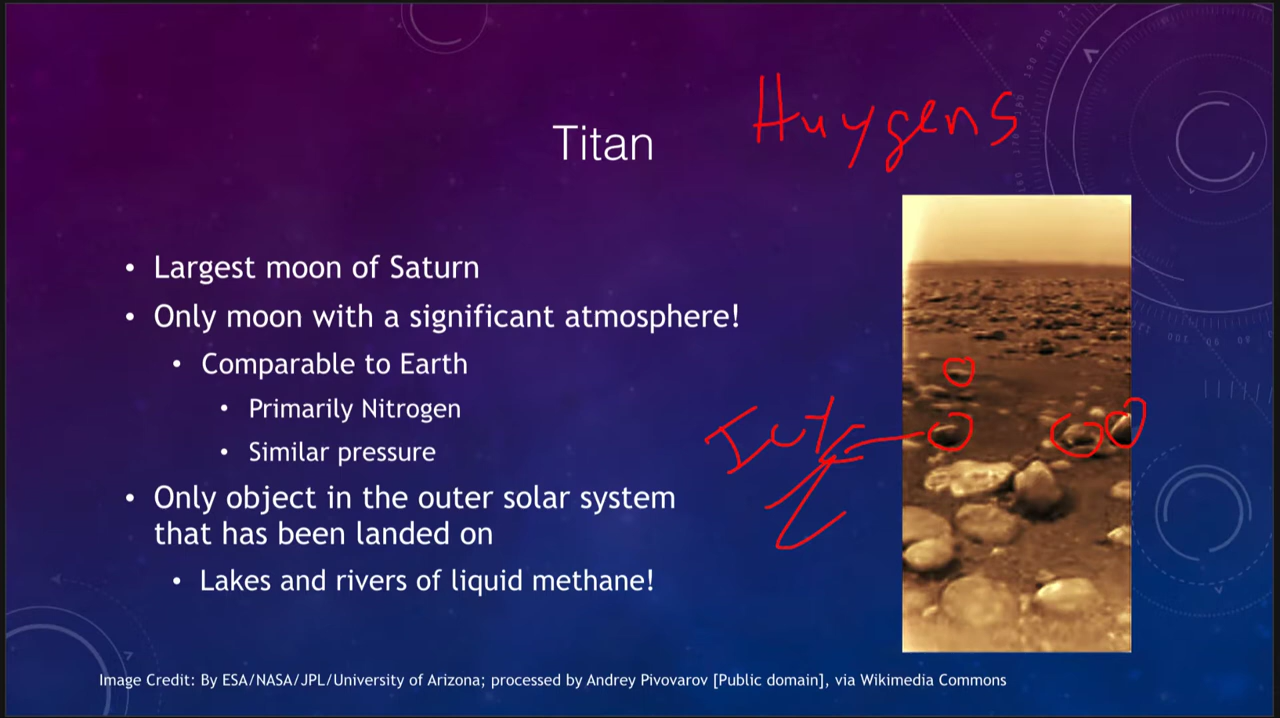 Huygens
Titan
• Largest moon of Saturn
• Only moon with a significant atmosphere!
• Comparable to Earth
• Primarily Nitrogen
• Similar pressure
• Only object in the outer solar system
that has been landed on
• Lakes and rivers of liquid methane!
Image Credit: By ESA/NASA/JPL/University of Arizona; processed by Andrey Pivovarov [Public domain], via Wikimedia Commons